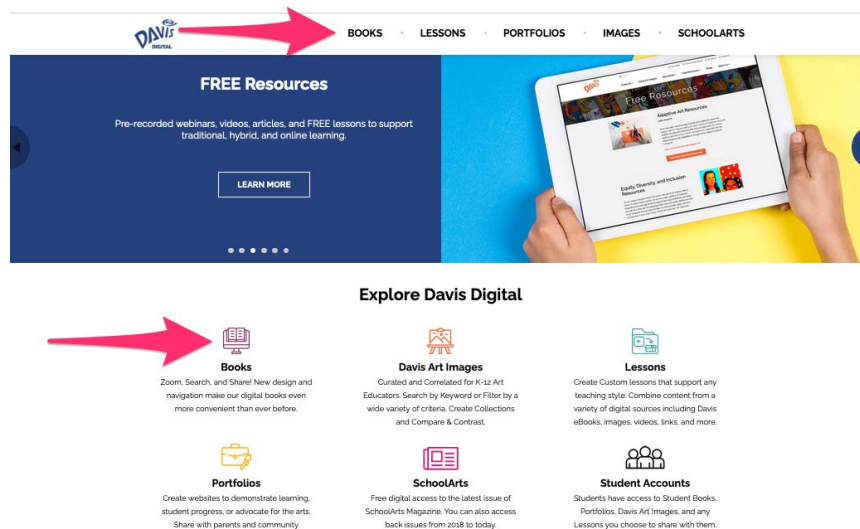 DAVIS
DIGITAL
BOOKS
LESSONS
PORTFOLIOS
IMAGES
SCHOOLARTS
FREE Resources
Pre-recorded webinars, videos, articles, and FREE lessons to support
traditional, hybrid, and online learning.
LEARN MORE
DAVIS
Free Resources
Adaptive Art Resources
Equity, Diversity, and Inclusion
Resources
Explore Davis Digital
Books
Zoom, Search, and Share! New design and
navigation make our digital books even
more convenient than ever before.
Davis Art Images
Curated and Correlated for K-12 Art
Educators. Search by Keyword or Filter by a
wide variety of criteria. Create Collections
and Compare & Contrast.
Lessons
Create Custom lessons that support any
teaching style. Combine content from a
variety of digital sources including Davis
eBooks, images, videos, links, and more.
Portfolios
Create websites to demonstrate learning,
student progress, or advocate for the arts.
Share with parents and community
SchoolArts
Free digital access to the latest issue of
SchoolArts Magazine. You can also access
back issues from 2018 to today.
Student Accounts
Students have access to Student Books,
Portfolios, Davis Art Images, and any
Lessons you choose to share with them.